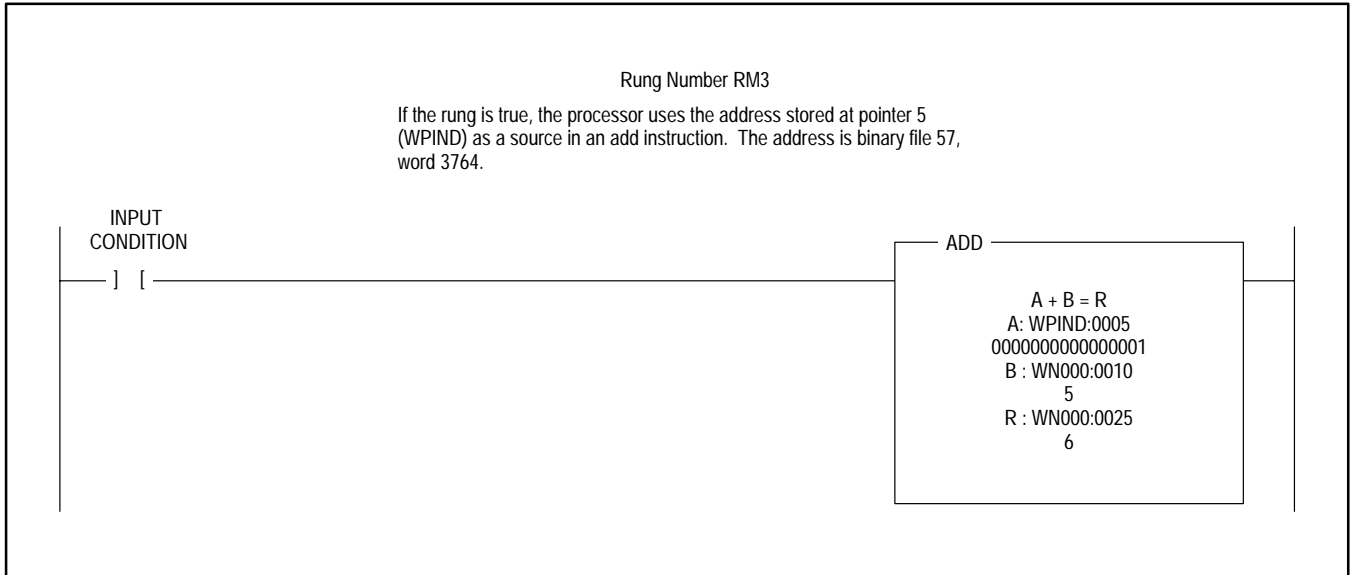 Rung Number RM3
If the rung is true, the processor uses the address stored at pointer 5
(WPIND) as a source in an add instruction.  The address is binary file 57,
word 3764.
INPUT
CONDITION
] [
ADD
A + B = R
A: WPIND:0005
0000000000000001
B : WN000:0010
5
R : WN000:0025
6